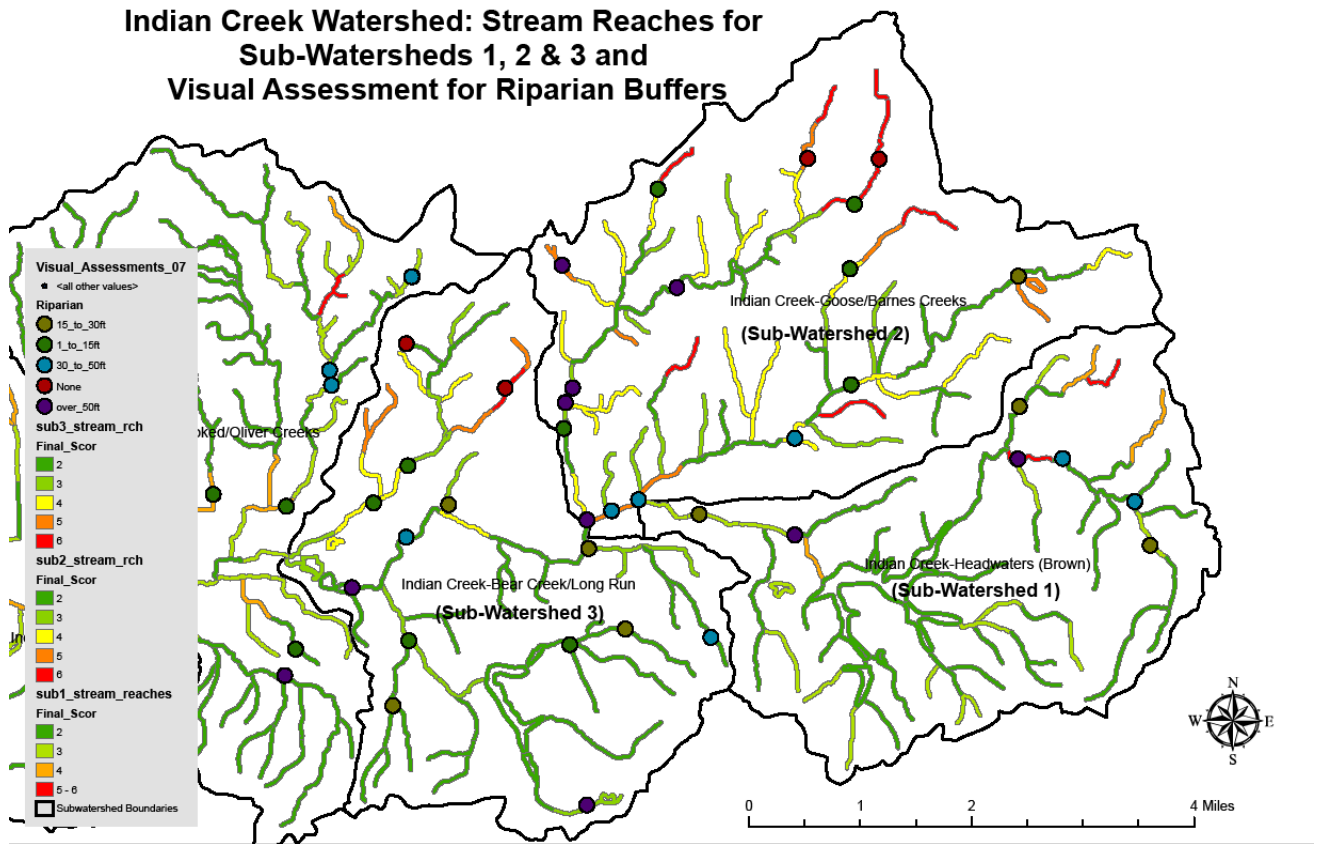 Indian Creek Watershed: Stream Reaches for
Sub-Watersheds 1, 2 & 3 and
Visual Assessment for Riparian Buffers
Visual_Assessments_07
<all other values>
Riparian
15_to_30ft
1_to_15ft
30_to_50ft
None
over_50ft
sub3_stream_rch
Final_Scor
2
3
4
5
6
sub2_stream_rch
Final_Scor
2
3
4
5
6
sub1_stream_reaches
Final_Scor
2
3
4
5 - 6
Subwatershed Boundaries
oked/Oliver Creeks
Indian Creek-Goose/Barnes Creeks
(Sub-Watershed 2)
Indian Creek-Bear Creek/Long Run
(Sub-Watershed 3)
Indian Creek-Headwaters (Brown)
(Sub-Watershed 1)
N
W E
S
0 1 2 4 Miles